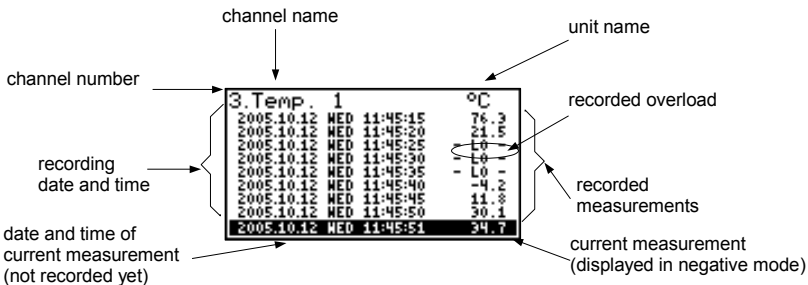 channel name
unit name
channel number
recorded overload
3.Temp. 1 °C
2005.10.12 WED 11:45:15 76.3
2005.10.12 WED 11:45:20 21.5
2005.10.12 WED 11:45:25 - LO -
2005.10.12 WED 11:45:30 - LO -
2005.10.12 WED 11:45:35 - LO -
2005.10.12 WED 11:45:40 -4.2
2005.10.12 WED 11:45:45 11.8
2005.10.12 WED 11:45:50 30.1
2005.10.12 WED 11:45:51 34.7
recording
date and time
recorded
measurements
date and time of
current measurement
(not recorded yet)
current measurement
(displayed in negative mode)